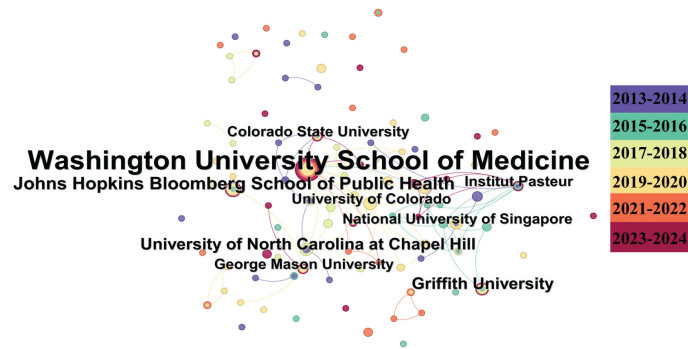 2013-2014
2015-2016
2017-2018
2019-2020
2021-2022
2023-2024
Colorado State University
Washington University School of Medicine
Johns Hopkins Bloomberg School of Public Health
Institut Pasteur
University of Colorado
National University of Singapore
University of North Carolina at Chapel Hill
George Mason University
Griffith University